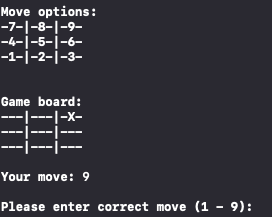 Move options:
-7-|-8-|-9-
-4-|-5-|-6-
-1-|-2-|-3-
Game board:
---|---|-X-
---|---|---
---|---|---
Your move: 9
Please enter correct move (1 - 9):